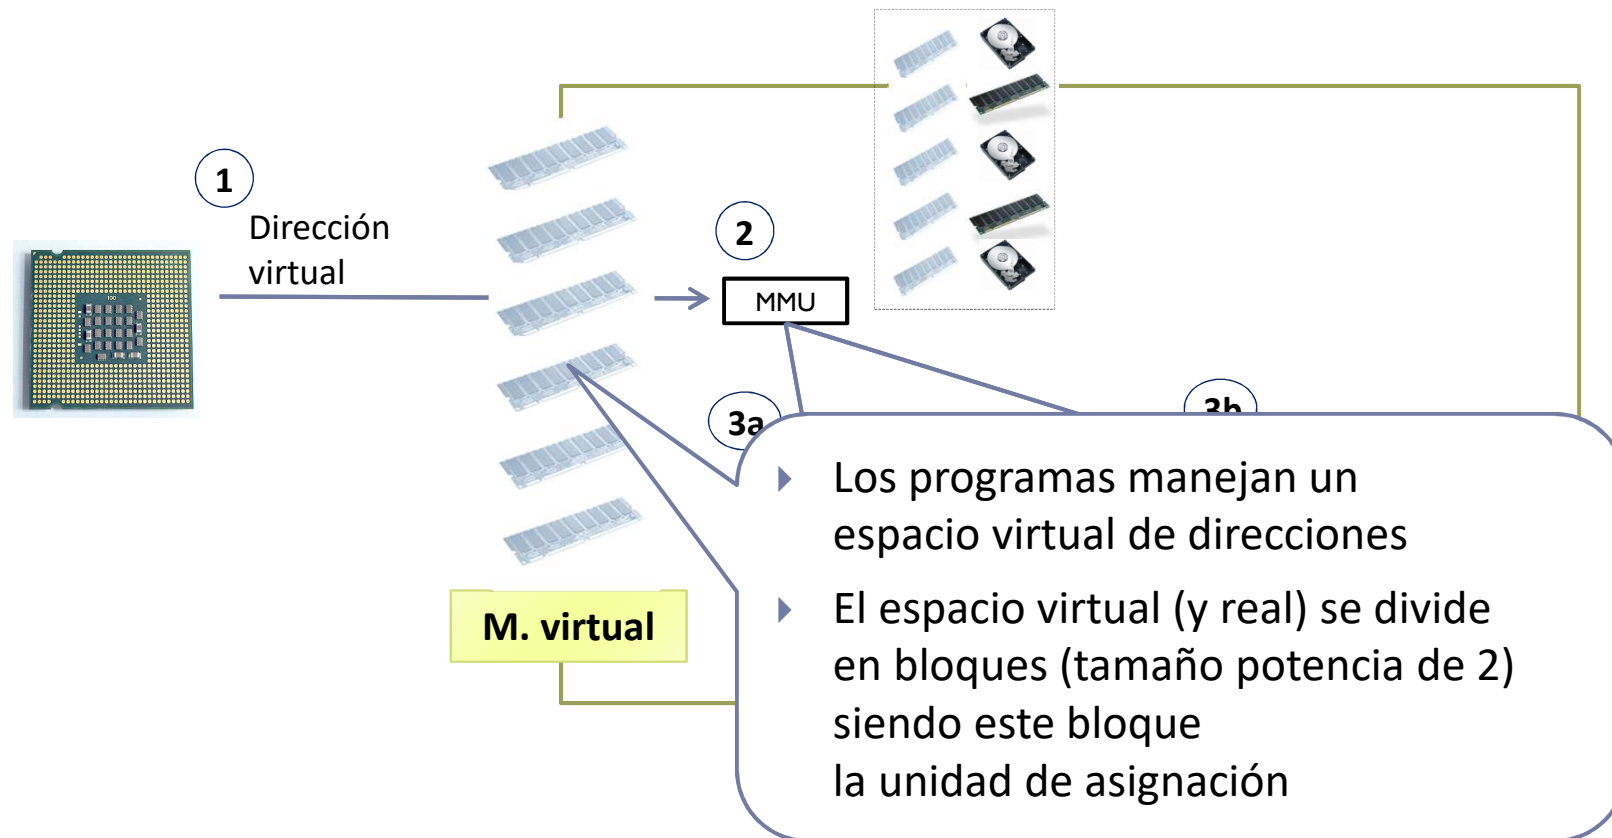 1
Dirección
virtual
2
MMU
3a
3b
Los programas manejan un
espacio virtual de direcciones
El espacio virtual (y real) se divide
en bloques (tamaño potencia de 2)
siendo este bloque
la unidad de asignación
M. virtual